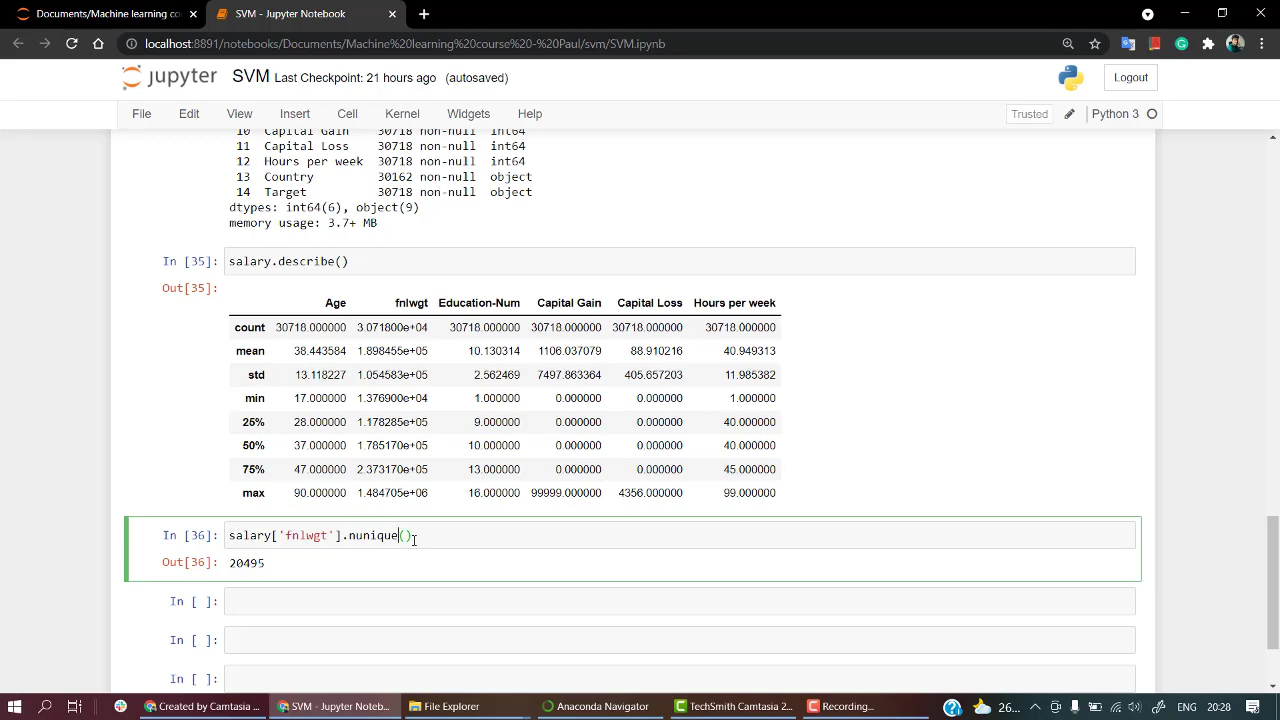 Documents/Machine learning co
SVM - Jupyter Notebook
localhost:8891/notebooks/Documents/Machine%20learning%20course%20-%20Paul/svm/SVM.ipynb
jupyter SVM Last Checkpoint: 21 hours ago (autosaved)
Logout
File Edit View Insert Cell Kernel Widgets Help
Trusted Python 3
10 Capital Gain 30718 non-null int64
11 Capital Loss 30718 non-null int64
12 Hours per week 30718 non-null int64
13 Country 30162 non-null object
14 Target 30718 non-null object
dtypes: int64(6), object(9)
memory usage: 3.7+ MB
In [35]: salary.describe()
Out[35]:
Age fnlwgt Education-Num Capital Gain Capital Loss Hours per week
count 30718.000000 3.071800e+04 30718.000000 30718.000000 30718.000000 30718.000000
mean 38.443584 1.898455e+05 10.130314 1106.037079 88.910216 40.949313
std 13.118227 1.054583e+05 2.562469 7497.863364 405.657203 11.985382
min 17.000000 1.376900e+04 1.000000 0.000000 0.000000 1.000000
25% 28.000000 1.178285e+05 9.000000 0.000000 0.000000 40.000000
50% 37.000000 1.785170e+05 10.000000 0.000000 0.000000 40.000000
75% 47.000000 2.373170e+05 13.000000 0.000000 0.000000 45.000000
max 90.000000 1.484705e+06 16.000000 99999.000000 4356.000000 99.000000
In [36]: salary['fnlwgt'].nunique()
Out[36]: 20495
In [ ]:
In [ ]:
In [ ]:
Created by Camtasia ... SVM - Jupyter Noteb... File Explorer Anaconda Navigator TechSmith Camtasia 2... Recording... 26... ENG 20:28